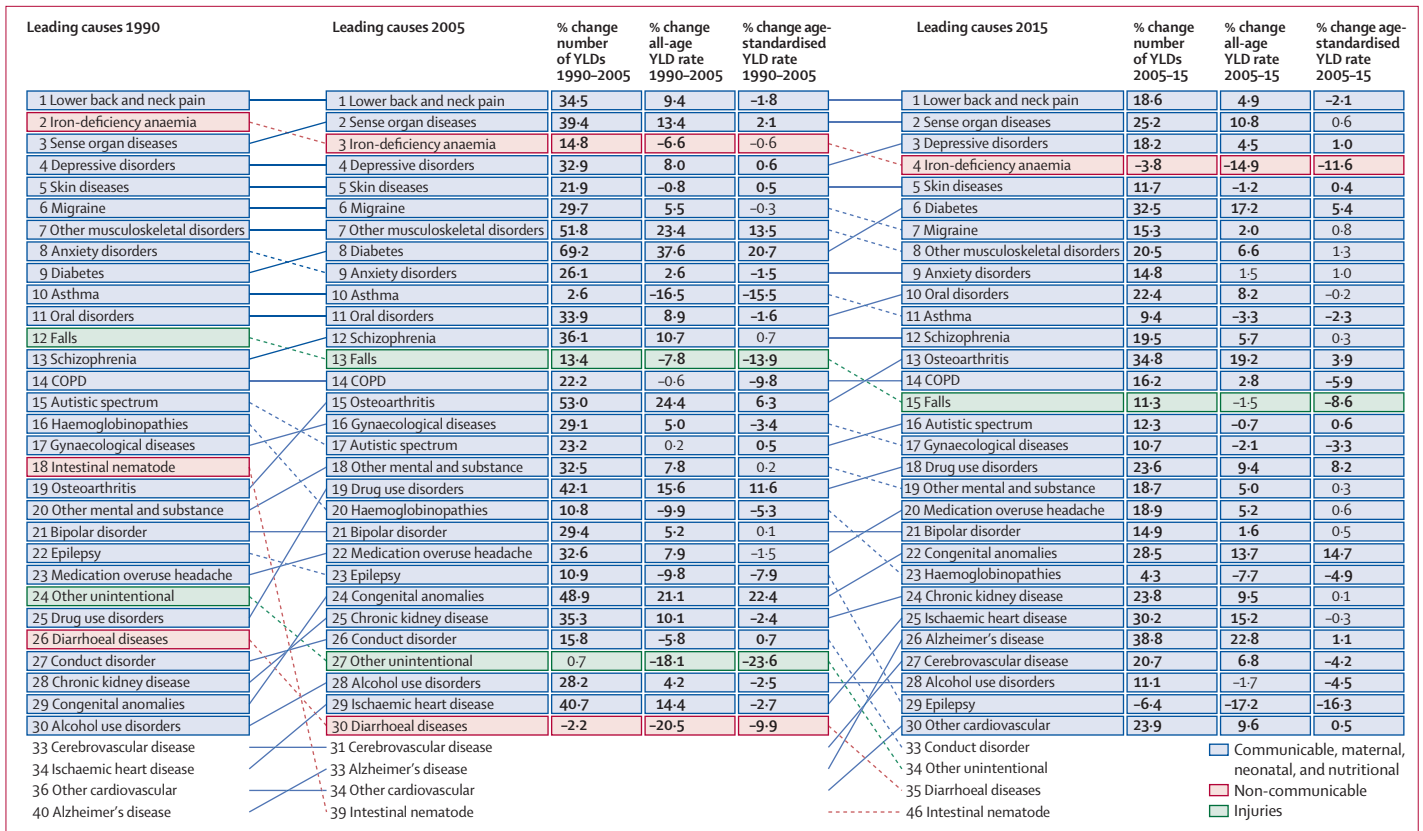 Leading causes 1990 Leading causes 2005 % change number of YLDs 1990–2005 % change all-age YLD rate 1990–2005 % change age-standardised YLD rate 1990–2005 Leading causes 2015 % change number of YLDs 2005–15 % change all-age YLD rate 2005–15 % change age-standardised YLD rate 2005–15
1 Lower back and neck pain 1 Lower back and neck pain 34·5 9·4 –1·8 1 Lower back and neck pain 18·6 4·9 –2·1
2 Iron-deficiency anaemia 2 Sense organ diseases 39·4 13·4 2·1 2 Sense organ diseases 25·2 10·8 0·6
3 Sense organ diseases 3 Iron-deficiency anaemia 14·8 –6·6 –0·6 3 Depressive disorders 18·2 4·5 1·0
4 Depressive disorders 4 Depressive disorders 32·9 8·0 0·6 4 Iron-deficiency anaemia –3·8 –14·9 –11·6
5 Skin diseases 5 Skin diseases 21·9 –0·8 0·5 5 Skin diseases 11·7 –1·2 0·4
6 Migraine 6 Migraine 29·7 5·5 –0·3 6 Diabetes 32·5 17·2 5·4
7 Other musculoskeletal disorders 7 Other musculoskeletal disorders 51·8 23·4 13·5 7 Migraine 15·3 2·0 0·8
8 Anxiety disorders 8 Diabetes 69·2 37·6 20·7 8 Other musculoskeletal disorders 20·5 6·6 1·3
9 Diabetes 9 Anxiety disorders 26·1 2·6 –1·5 9 Anxiety disorders 14·8 1·5 1·0
10 Asthma 10 Asthma 2·6 –16·5 –15·5 10 Oral disorders 22·4 8·2 –0·2
11 Oral disorders 11 Oral disorders 33·9 8·9 –1·6 11 Asthma 9·4 –3·3 –2·3
12 Falls 12 Schizophrenia 36·1 10·7 0·7 12 Schizophrenia 19·5 5·7 0·3
13 Schizophrenia 13 Falls 13·4 –7·8 –13·9 13 Osteoarthritis 34·8 19·2 3·9
14 COPD 14 COPD 22·2 –0·6 –9·8 14 COPD 16·2 2·8 –5·9
15 Autistic spectrum 15 Osteoarthritis 53·0 24·4 6·3 15 Falls 11·3 –1·5 –8·6
16 Haemoglobinopathies 16 Gynaecological diseases 29·1 5·0 –3·4 16 Autistic spectrum 12·3 –0·7 0·6
17 Gynaecological diseases 17 Autistic spectrum 23·2 0·2 0·5 17 Gynaecological diseases 10·7 –2·1 –3·3
18 Intestinal nematode 18 Other mental and substance 32·5 7·8 0·2 18 Drug use disorders 23·6 9·4 8·2
19 Osteoarthritis 19 Drug use disorders 42·1 15·6 11·6 19 Other mental and substance 18·7 5·0 0·3
20 Other mental and substance 20 Haemoglobinopathies 10·8 –9·9 –5·3 20 Medication overuse headache 18·9 5·2 0·6
21 Bipolar disorder 21 Bipolar disorder 29·4 5·2 0·1 21 Bipolar disorder 14·9 1·6 0·5
22 Epilepsy 22 Medication overuse headache 32·6 7·9 –1·5 22 Congenital anomalies 28·5 13·7 14·7
23 Medication overuse headache 23 Epilepsy 10·9 –9·8 –7·9 23 Haemoglobinopathies 4·3 –7·7 –4·9
24 Other unintentional 24 Congenital anomalies 48·9 21·1 22·4 24 Chronic kidney disease 23·8 9·5 0·1
25 Drug use disorders 25 Chronic kidney disease 35·3 10·1 –2·4 25 Ischaemic heart disease 30·2 15·2 –0·3
26 Diarrhoeal diseases 26 Conduct disorder 15·8 –5·8 0·7 26 Alzheimer's disease 38·8 22·8 1·1
27 Conduct disorder 27 Other unintentional 0·7 –18·1 –23·6 27 Cerebrovascular disease 20·7 6·8 –4·2
28 Chronic kidney disease 28 Alcohol use disorders 28·2 4·2 –2·5 28 Alcohol use disorders 11·1 –1·7 –4·5
29 Congenital anomalies 29 Ischaemic heart disease 40·7 14·4 –2·7 29 Epilepsy –6·4 –17·2 –16·3
30 Alcohol use disorders 30 Diarrhoeal diseases –2·2 –20·5 –9·9 30 Other cardiovascular 23·9 9·6 0·5
33 Cerebrovascular disease 31 Cerebrovascular disease 33 Conduct disorder
34 Ischaemic heart disease 33 Alzheimer's disease 34 Other unintentional
36 Other cardiovascular 34 Other cardiovascular 35 Diarrhoeal diseases
40 Alzheimer's disease 39 Intestinal nematode 46 Intestinal nematode
Communicable, maternal,
neonatal, and nutritional
Non-communicable
Injuries